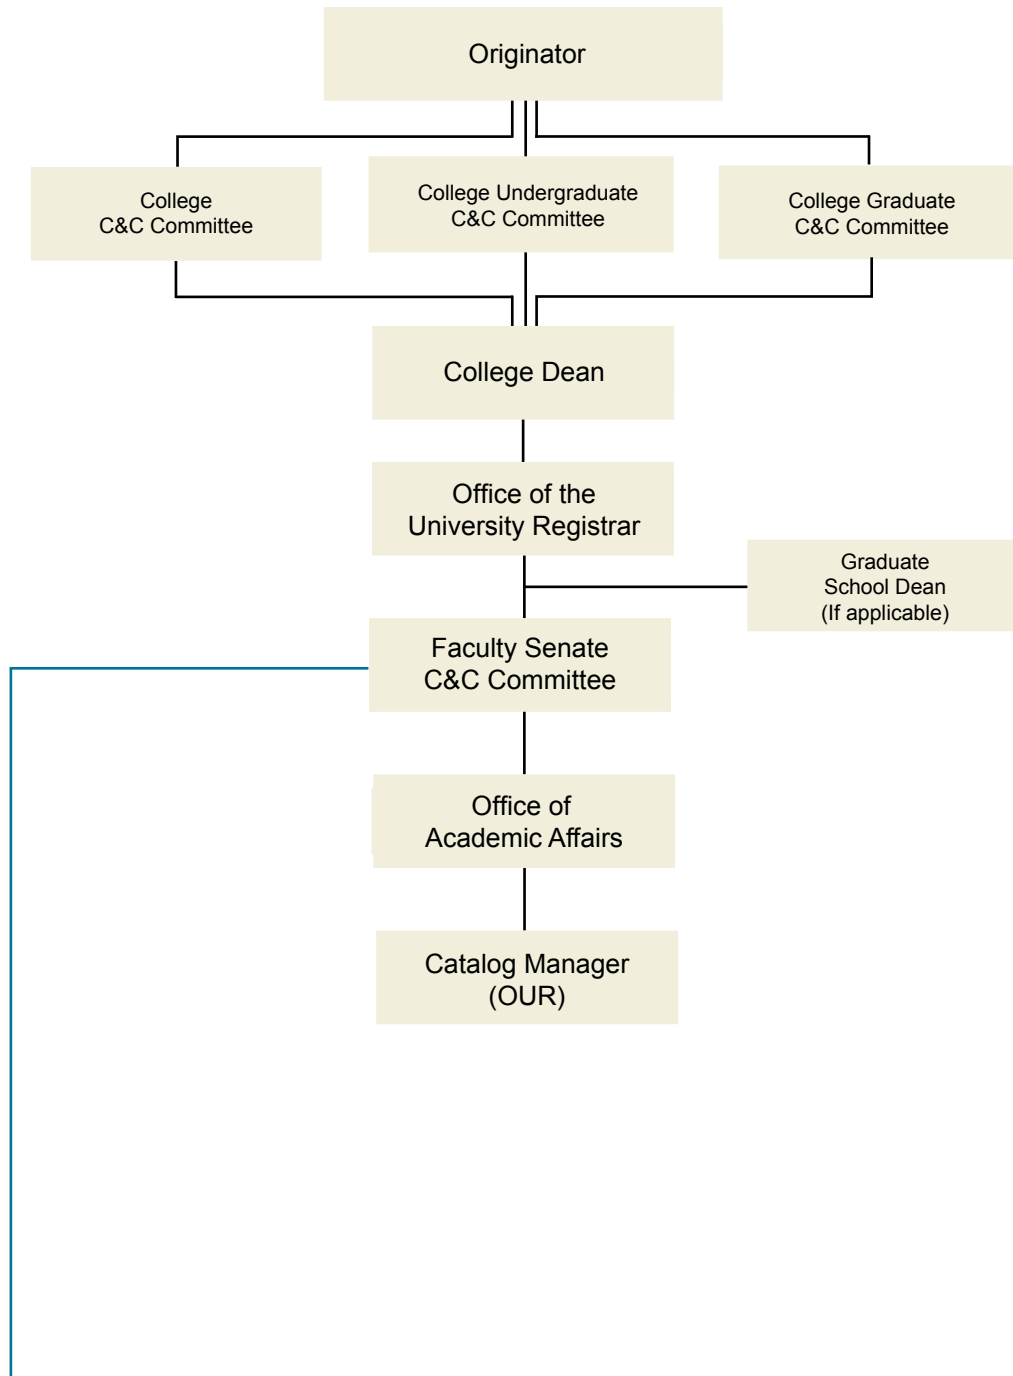 Originator
College
C&C Committee
College Undergraduate
C&C Committee
College Graduate
C&C Committee
College Dean
Office of the
University Registrar
Graduate
School Dean
(If applicable)
Faculty Senate
C&C Committee
Office of
Academic Affairs
Catalog Manager
(OUR)